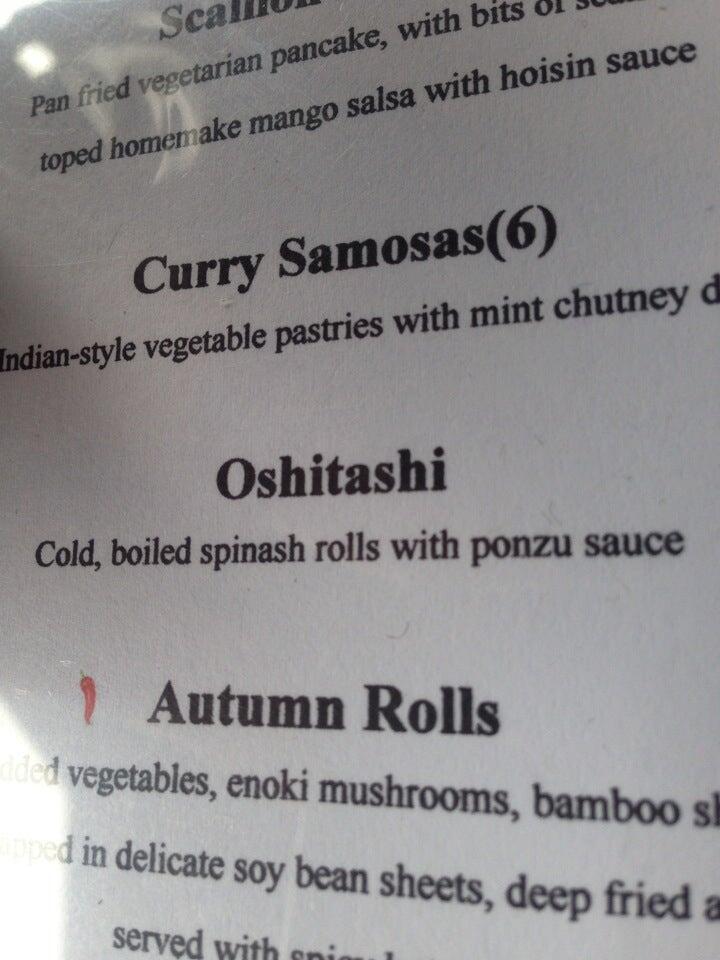 Pan fried vegetarian pancake, with bits of
toped homemake mango salsa with hoisin sauce
Curry Samosas(6)
Indian-style vegetable pastries with mint chutney
Oshitashi
Cold, boiled spinash rolls with ponzu sauce
Autumn Rolls
vegetables, enoki mushrooms, bamboo
in delicate soy bean sheets, deep fried
served with